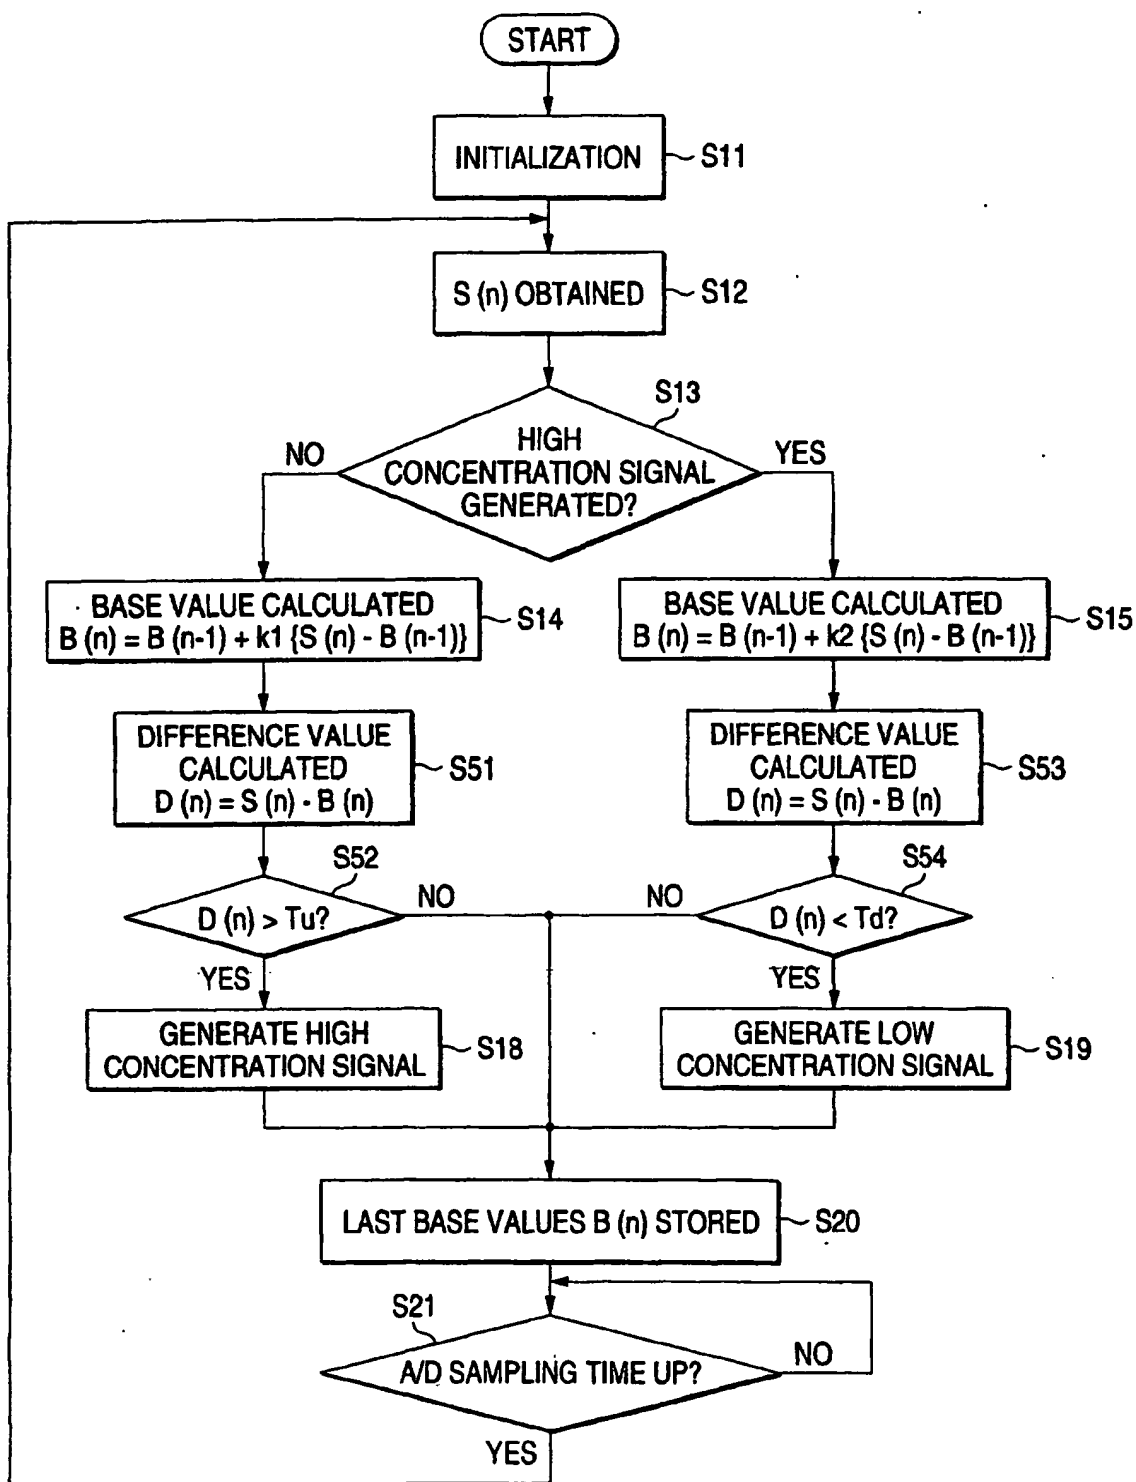 START
INITIALIZATION
S11
S (n) OBTAINED
S12
S13
HIGH
CONCENTRATION SIGNAL
GENERATED?
NO
YES
BASE VALUE CALCULATED
B (n) = B (n-1) + k1 {S (n) - B (n-1)}
S14
BASE VALUE CALCULATED
B (n) = B (n-1) + k2 {S (n) - B (n-1)}
S15
DIFFERENCE VALUE
CALCULATED
D (n) = S (n) - B (n)
S51
DIFFERENCE VALUE
CALCULATED
D (n) = S (n) - B (n)
S53
S52
D (n) > Tu?
NO
YES
S54
D (n) < Td?
NO
YES
GENERATE HIGH
CONCENTRATION SIGNAL
S18
GENERATE LOW
CONCENTRATION SIGNAL
S19
LAST BASE VALUES B (n) STORED
S20
S21
A/D SAMPLING TIME UP?
NO
YES